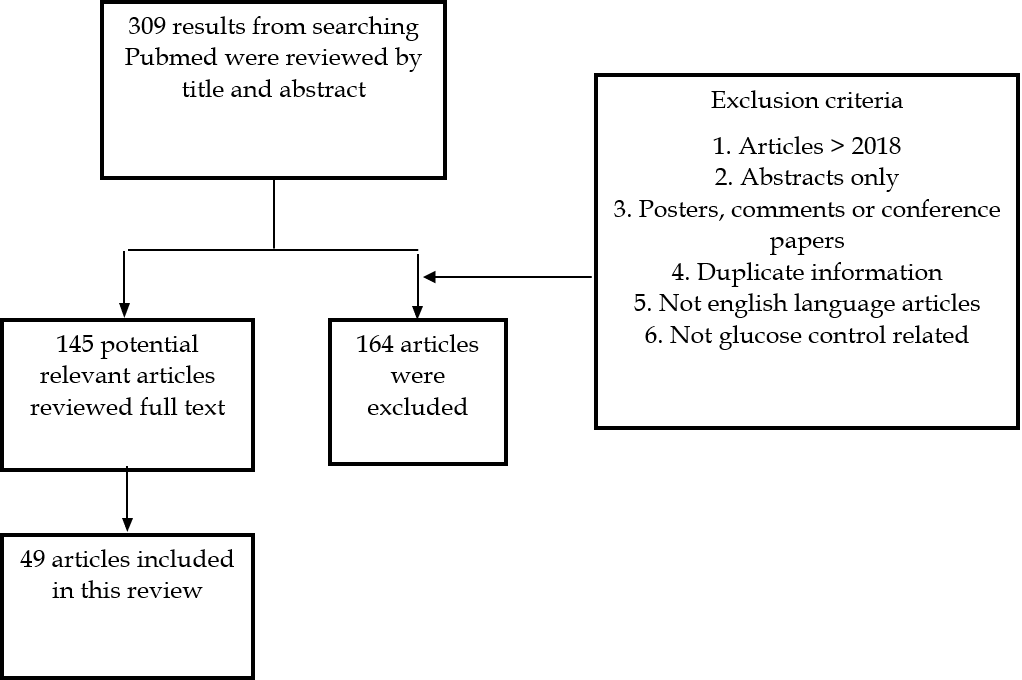 309 results from searching
Pubmed were reviewed by
title and abstract
Exclusion criteria
1. Articles > 2018
2. Abstracts only
3. Posters, comments or conference
papers
4. Duplicate information
5. Not english language articles
6. Not glucose control related
145 potential
relevant articles
reviewed full text
164 articles
were
excluded
49 articles included
in this review